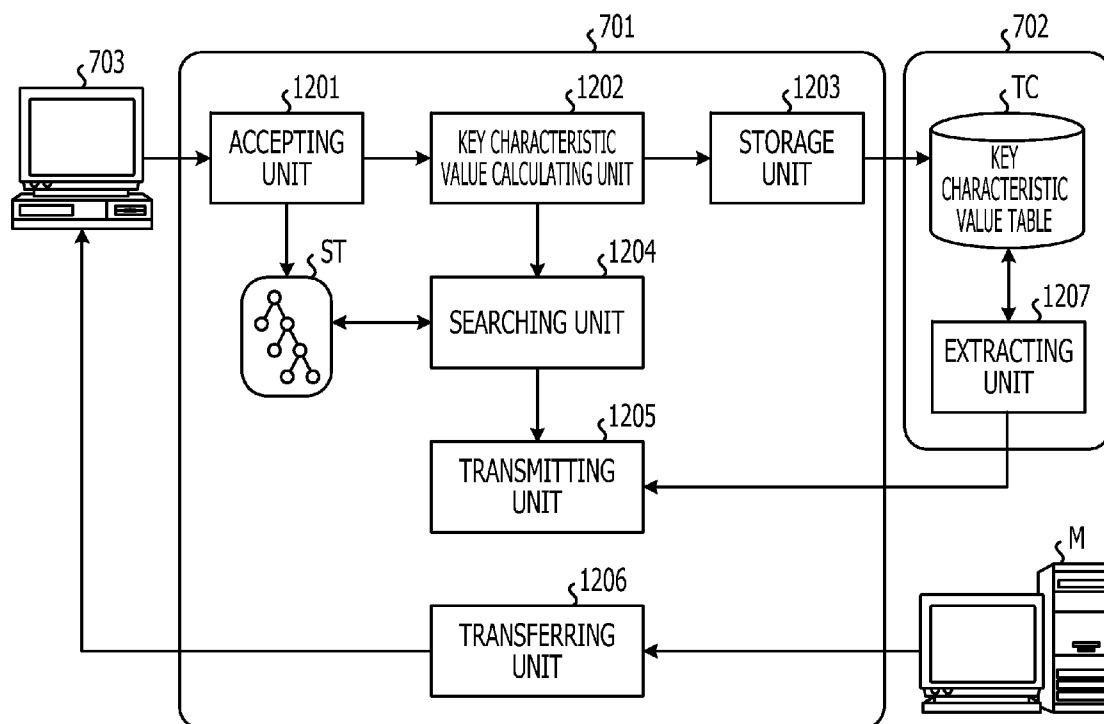 701
702
703
1201
1202
1203
TC
ACCEPTING
UNIT
KEY CHARACTERISTIC
VALUE CALCULATING UNIT
STORAGE
UNIT
KEY
CHARACTERISTIC
VALUE TABLE
ST
1204
1207
SEARCHING UNIT
EXTRACTING
UNIT
1205
TRANSMITTING
UNIT
M
1206
TRANSFERRING
UNIT